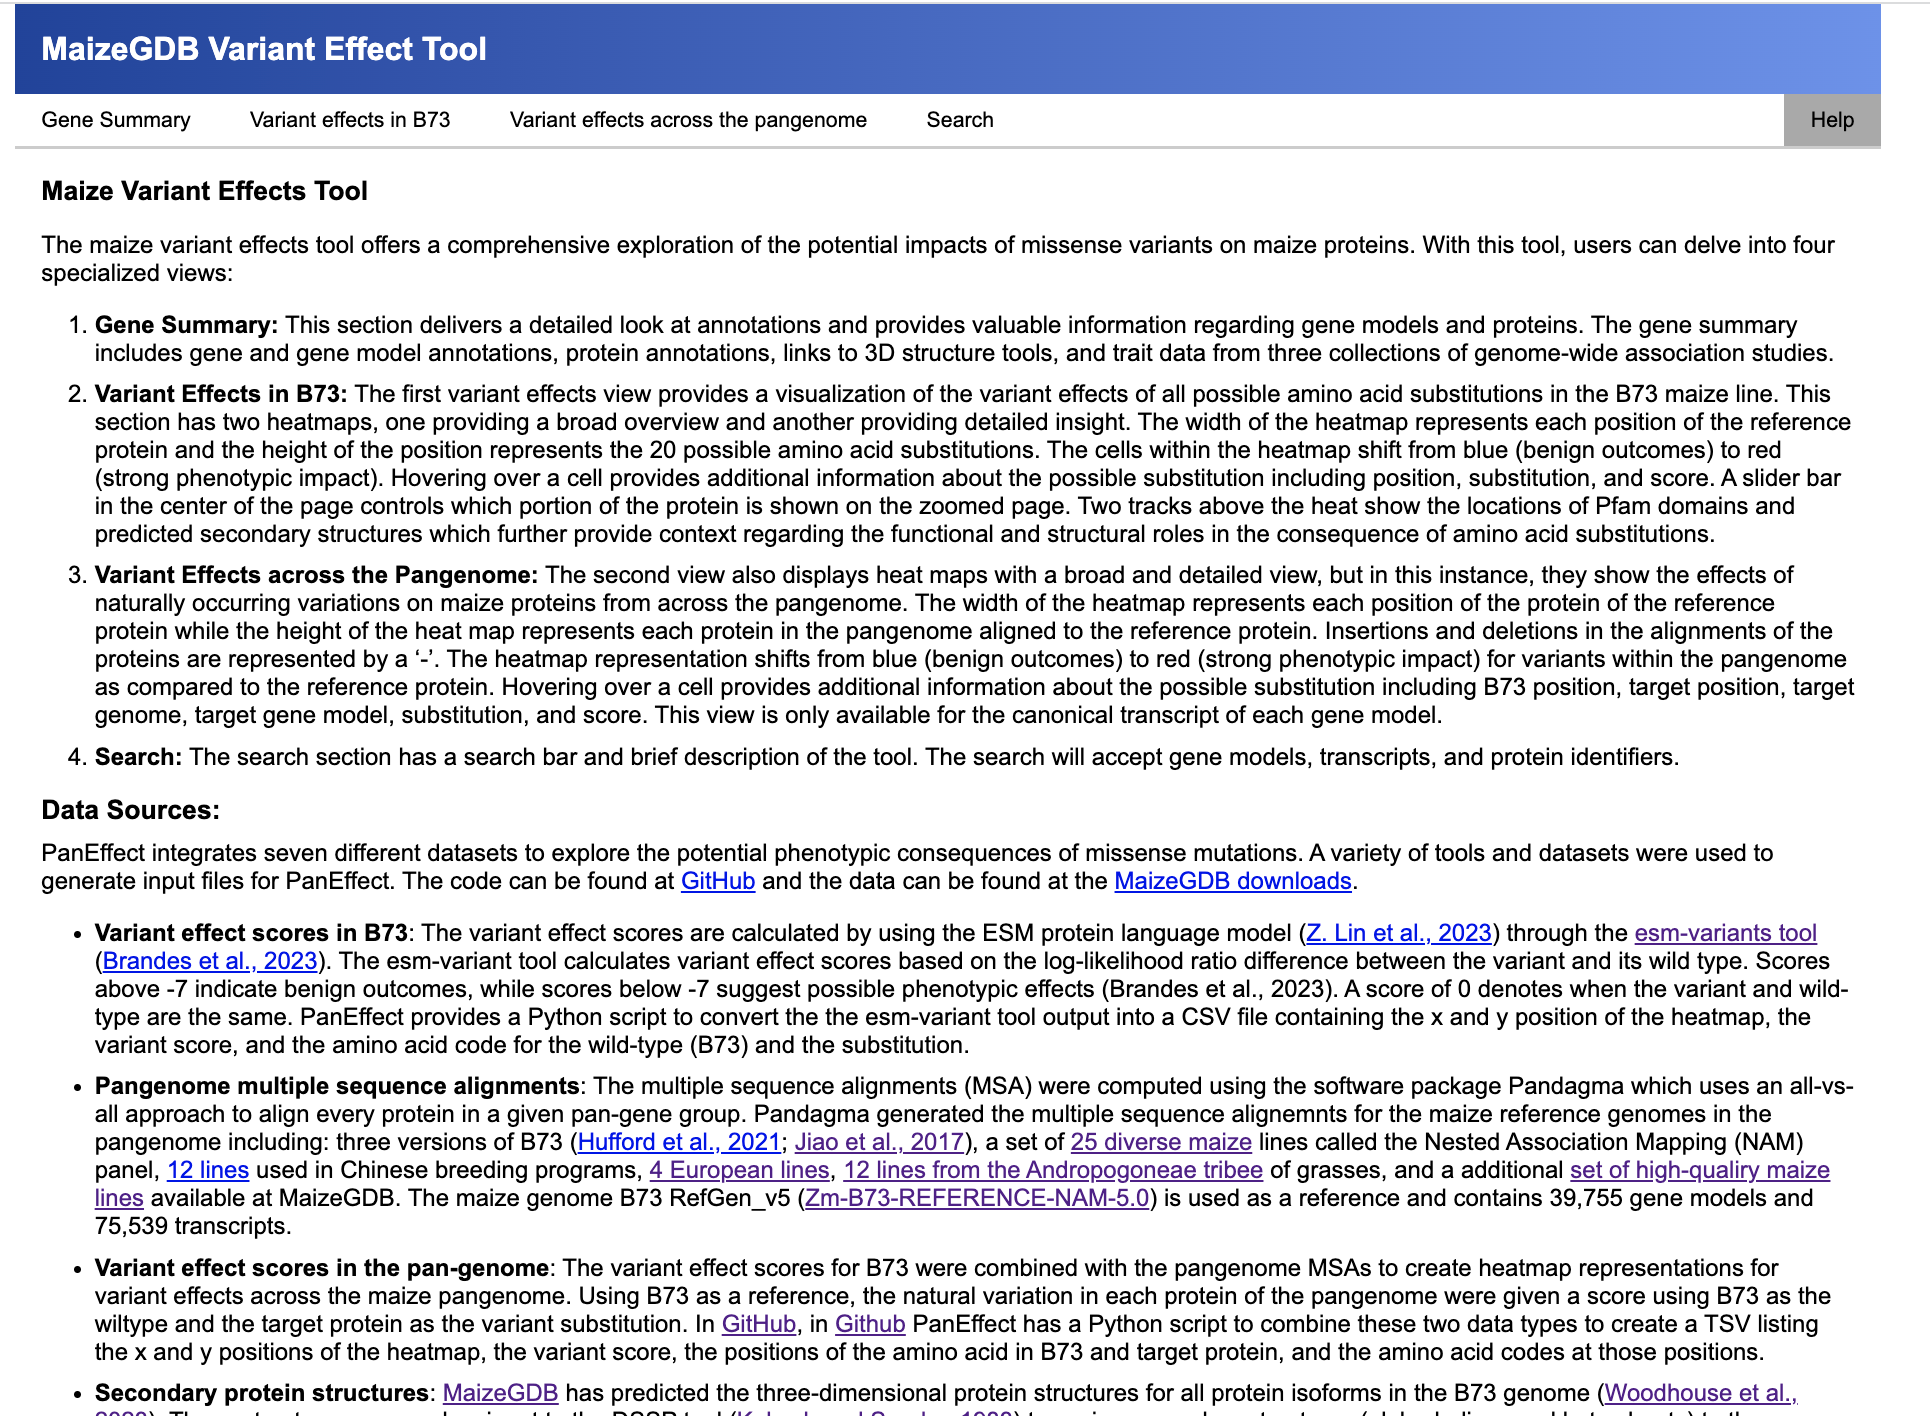 MaizeGDB Variant Effect Tool
Gene Summary Variant effects in B73 Variant effects across the pangenome Search Help
Maize Variant Effects Tool
The maize variant effects tool offers a comprehensive exploration of the potential impacts of missense variants on maize proteins. With this tool, users can delve into four
specialized views:
1. Gene Summary: This section delivers a detailed look at annotations and provides valuable information regarding gene models and proteins. The gene summary
includes gene and gene model annotations, protein annotations, links to 3D structure tools, and trait data from three collections of genome-wide association studies.
2. Variant Effects in B73: The first variant effects view provides a visualization of the variant effects of all possible amino acid substitutions in the B73 maize line. This
section has two heatmaps, one providing a broad overview and another providing detailed insight. The width of the heatmap represents each position of the reference
protein and the height of the position represents the 20 possible amino acid substitutions. The cells within the heatmap shift from blue (benign outcomes) to red
(strong phenotypic impact). Hovering over a cell provides additional information about the possible substitution including position, substitution, and score. A slider bar
in the center of the page controls which portion of the protein is shown on the zoomed page. Two tracks above the heat show the locations of Pfam domains and
predicted secondary structures which further provide context regarding the functional and structural roles in the consequence of amino acid substitutions.
3. Variant Effects across the Pangenome: The second view also displays heat maps with a broad and detailed view, but in this instance, they show the effects of
naturally occurring variations on maize proteins from across the pangenome. The width of the heatmap represents each position of the protein of the reference
protein while the height of the heat map represents each protein in the pangenome aligned to the reference protein. Insertions and deletions in the alignments of the
proteins are represented by a ‘-’. The heatmap representation shifts from blue (benign outcomes) to red (strong phenotypic impact) for variants within the pangenome
as compared to the reference protein. Hovering over a cell provides additional information about the possible substitution including B73 position, target position, target
genome, target gene model, substitution, and score. This view is only available for the canonical transcript of each gene model.
4. Search: The search section has a search bar and brief description of the tool. The search will accept gene models, transcripts, and protein identifiers.
Data Sources:
PanEffect integrates seven different datasets to explore the potential phenotypic consequences of missense mutations. A variety of tools and datasets were used to
generate input files for PanEffect. The code can be found at GitHub and the data can be found at the MaizeGDB downloads.
• Variant effect scores in B73: The variant effect scores are calculated by using the ESM protein language model (Z. Lin et al., 2023) through the esm-variants tool
(Brandes et al., 2023). The esm-variant tool calculates variant effect scores based on the log-likelihood ratio difference between the variant and its wild type. Scores
above -7 indicate benign outcomes, while scores below -7 suggest possible phenotypic effects (Brandes et al., 2023). A score of 0 denotes when the variant and wild-
type are the same. PanEffect provides a Python script to convert the the esm-variant tool output into a CSV file containing the x and y position of the heatmap, the
variant score, and the amino acid code for the wild-type (B73) and the substitution.
• Pangenome multiple sequence alignments: The multiple sequence alignments (MSA) were computed using the software package Pandagma which uses an all-vs-
all approach to align every protein in a given pan-gene group. Pandagma generated the multiple sequence alignemnts for the maize reference genomes in the
pangenome including: three versions of B73 (Hufford et al., 2021; Jiao et al., 2017), a set of 25 diverse maize lines called the Nested Association Mapping (NAM)
panel, 12 lines used in Chinese breeding programs, 4 European lines, 12 lines from the Andropogoneae tribee of grasses, and a additional set of high-qualiry maize
lines available at MaizeGDB. The maize genome B73 RefGen_v5 (Zm-B73-REFERENCE-NAM-5.0) is used as a reference and contains 39,755 gene models and
75,539 transcripts.
• Variant effect scores in the pan-genome: The variant effect scores for B73 were combined with the pangenome MSAs to create heatmap representations for
variant effects across the maize pangenome. Using B73 as a reference, the natural variation in each protein of the pangenome were given a score using B73 as the
wiltype and the target protein as the variant substitution. In GitHub, in Github PanEffect has a Python script to combine these two data types to create a TSV listing
the x and y positions of the heatmap, the variant score, the positions of the amino acid in B73 and target protein, and the amino acid codes at those positions.
• Secondary protein structures: MaizeGDB has predicted the three-dimensional protein structures for all protein isoforms in the B73 genome (Woodhouse et al.,